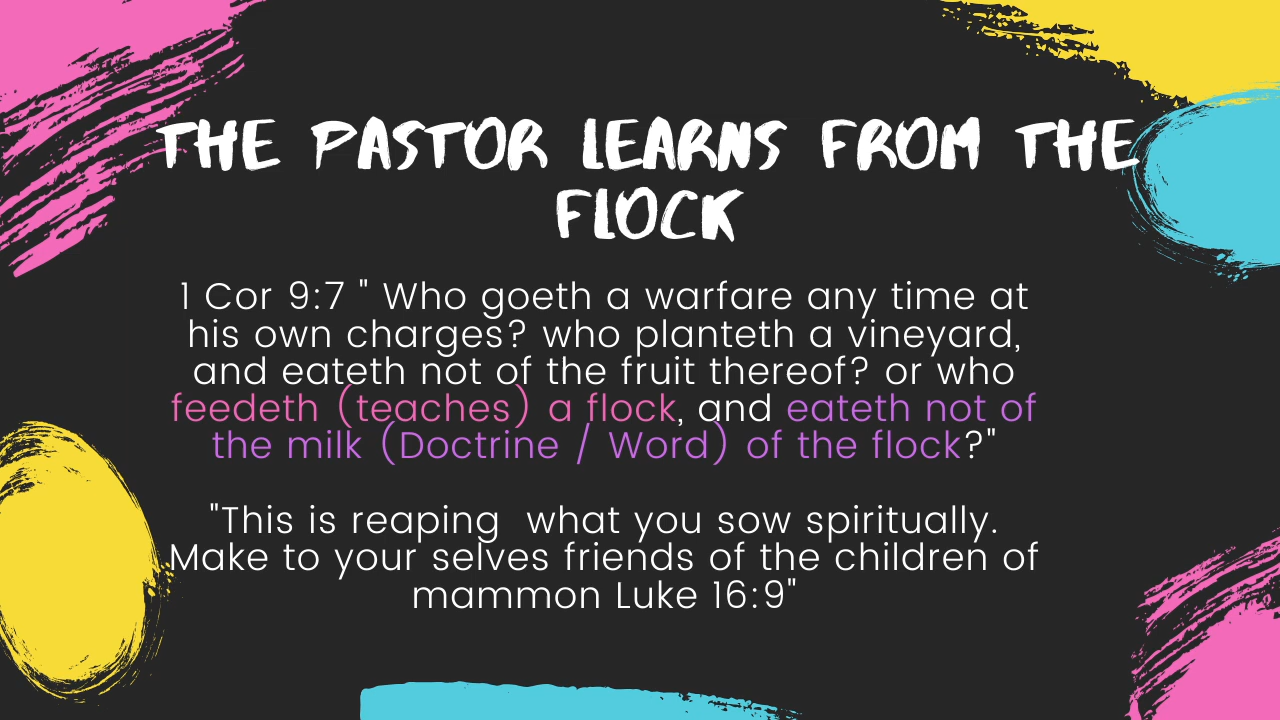 THE PASTOR LEARNS FROM THE
FLOCK
1 Cor 9:7 " Who goeth a warfare any time at
his own charges? who planteth a vineyard,
and eateth not of the fruit thereof? or who
feedeth (teaches) a flock, and eateth not of
the milk (Doctrine / Word) of the flock?"
"This is reaping  what you sow spiritually.
Make to your selves friends of the children of
mammon Luke 16:9"